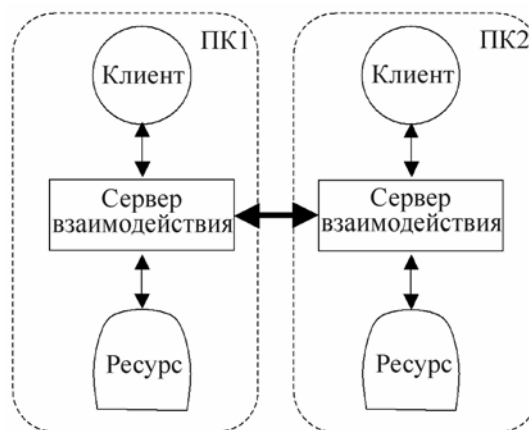 ПК1
Клиент
Сервер
взаимодействия
Ресурс
ПК2
Клиент
Сервер
взаимодействия
Ресурс